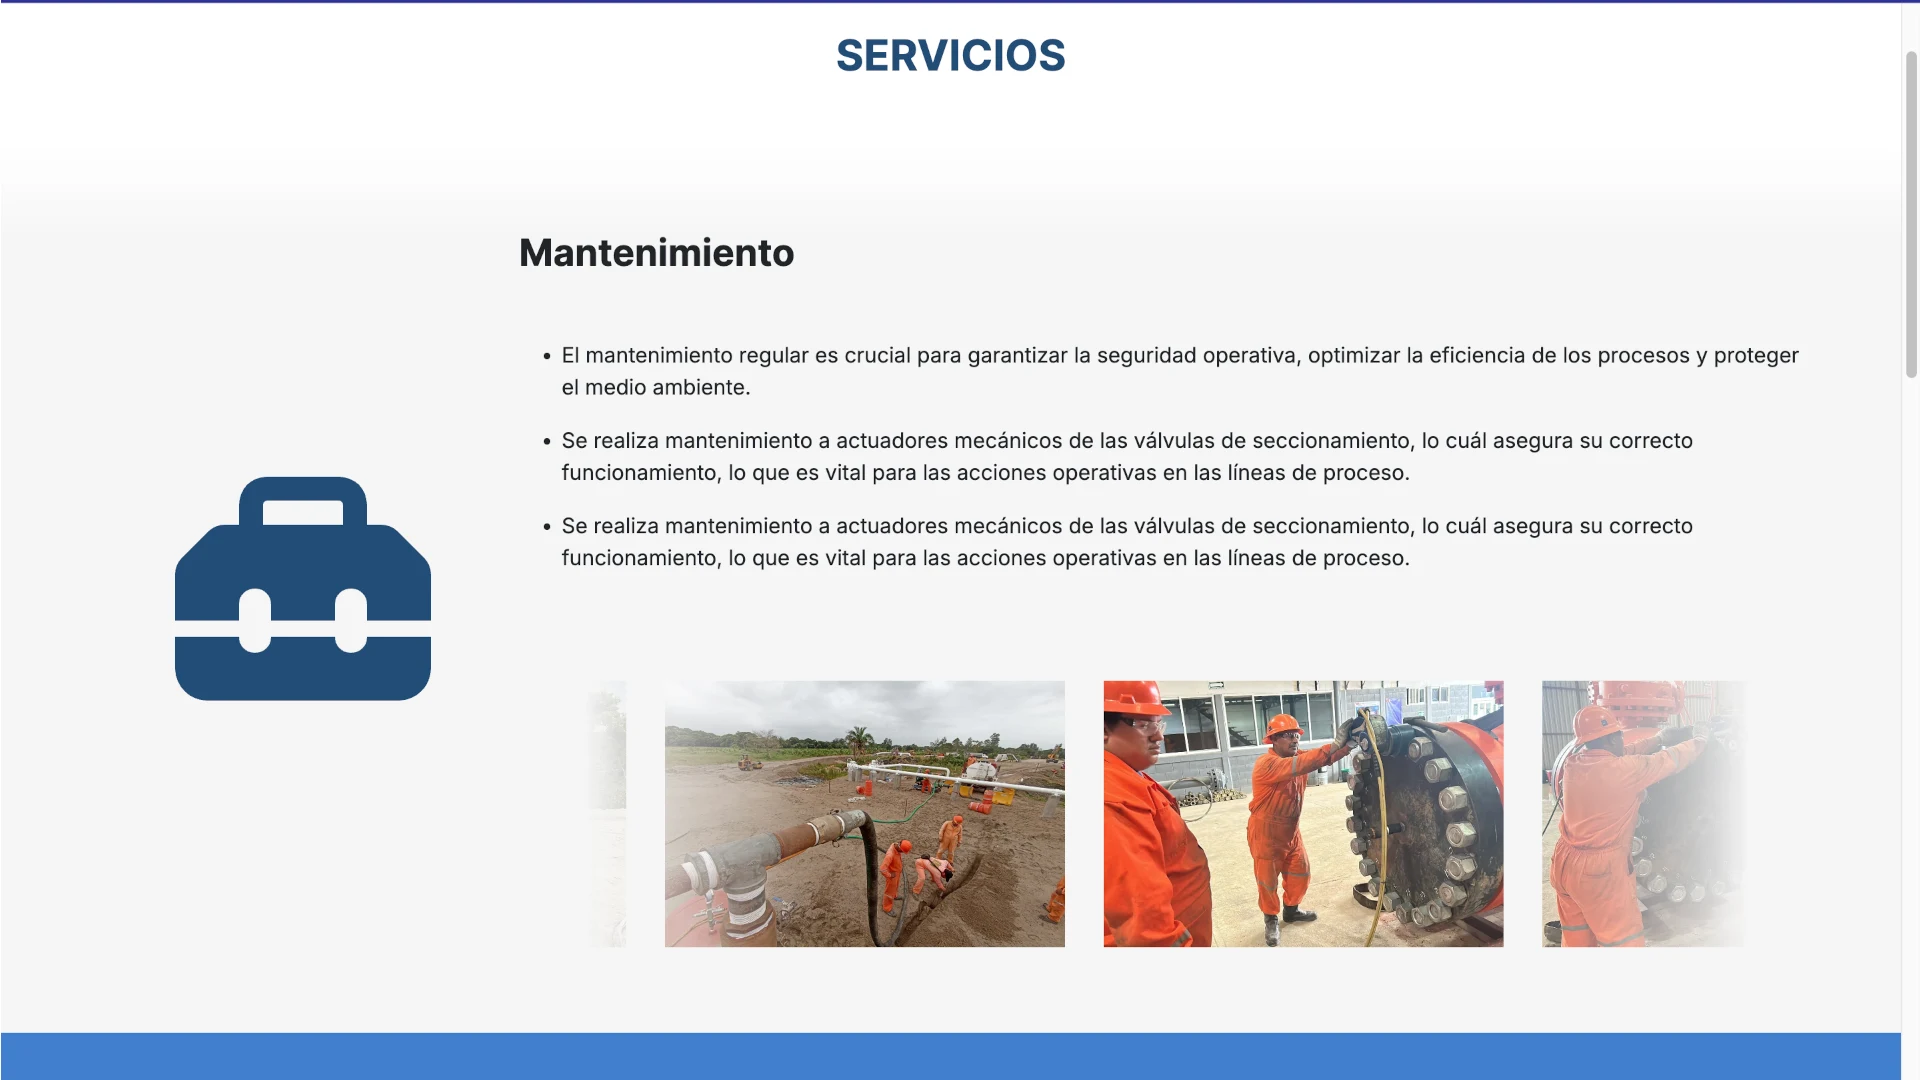 SERVICIOS
Mantenimiento
• El mantenimiento regular es crucial para garantizar la seguridad operativa, optimizar la eficiencia de los procesos y proteger
el medio ambiente.
• Se realiza mantenimiento a actuadores mecánicos de las válvulas de seccionamiento, lo cuál asegura su correcto
funcionamiento, lo que es vital para las acciones operativas en las líneas de proceso.
• Se realiza mantenimiento a actuadores mecánicos de las válvulas de seccionamiento, lo cuál asegura su correcto
funcionamiento, lo que es vital para las acciones operativas en las líneas de proceso.